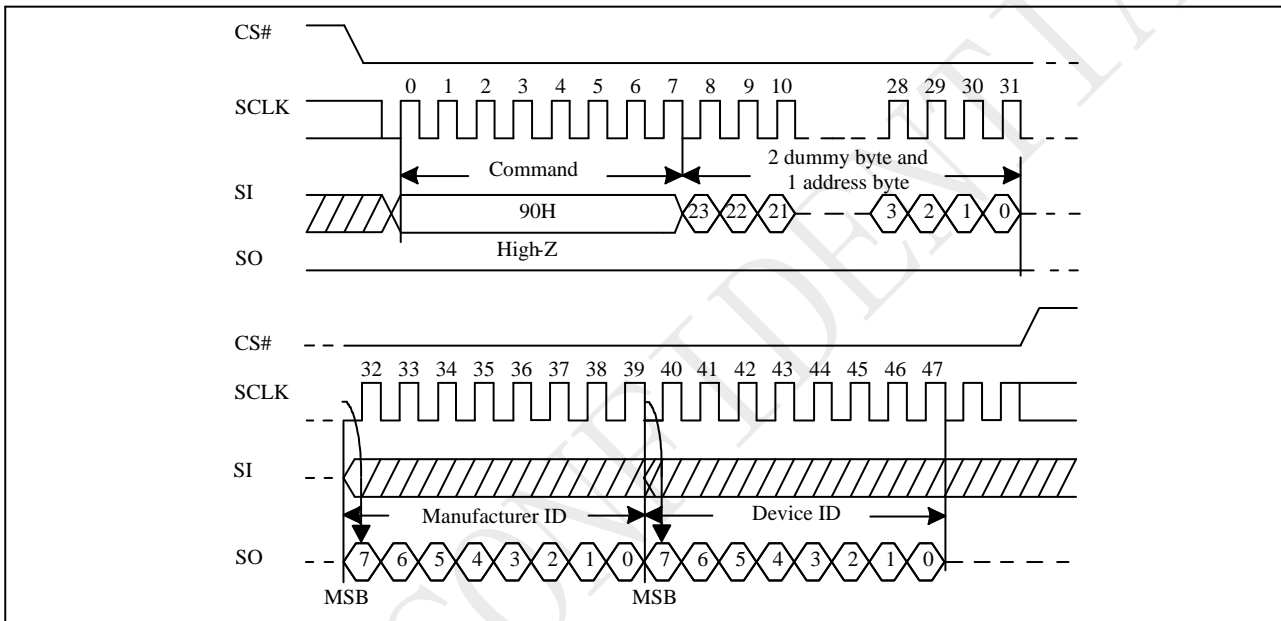 CS#
0 1 2 3 4 5 6 7 8 9 10 28 29 30 31
SCLK
Command
2 dummy byte and
1 address byte
SI
90H
23 22 21 3 2 1 0
High-Z
SO
CS#
32 33 34 35 36 37 38 39 40 41 42 43 44 45 46 47
SCLK
SI
Manufacturer ID
Device ID
SO
7 6 5 4 3 2 1 0 7 6 5 4 3 2 1 0
MSB
MSB
CONFIDENTIA